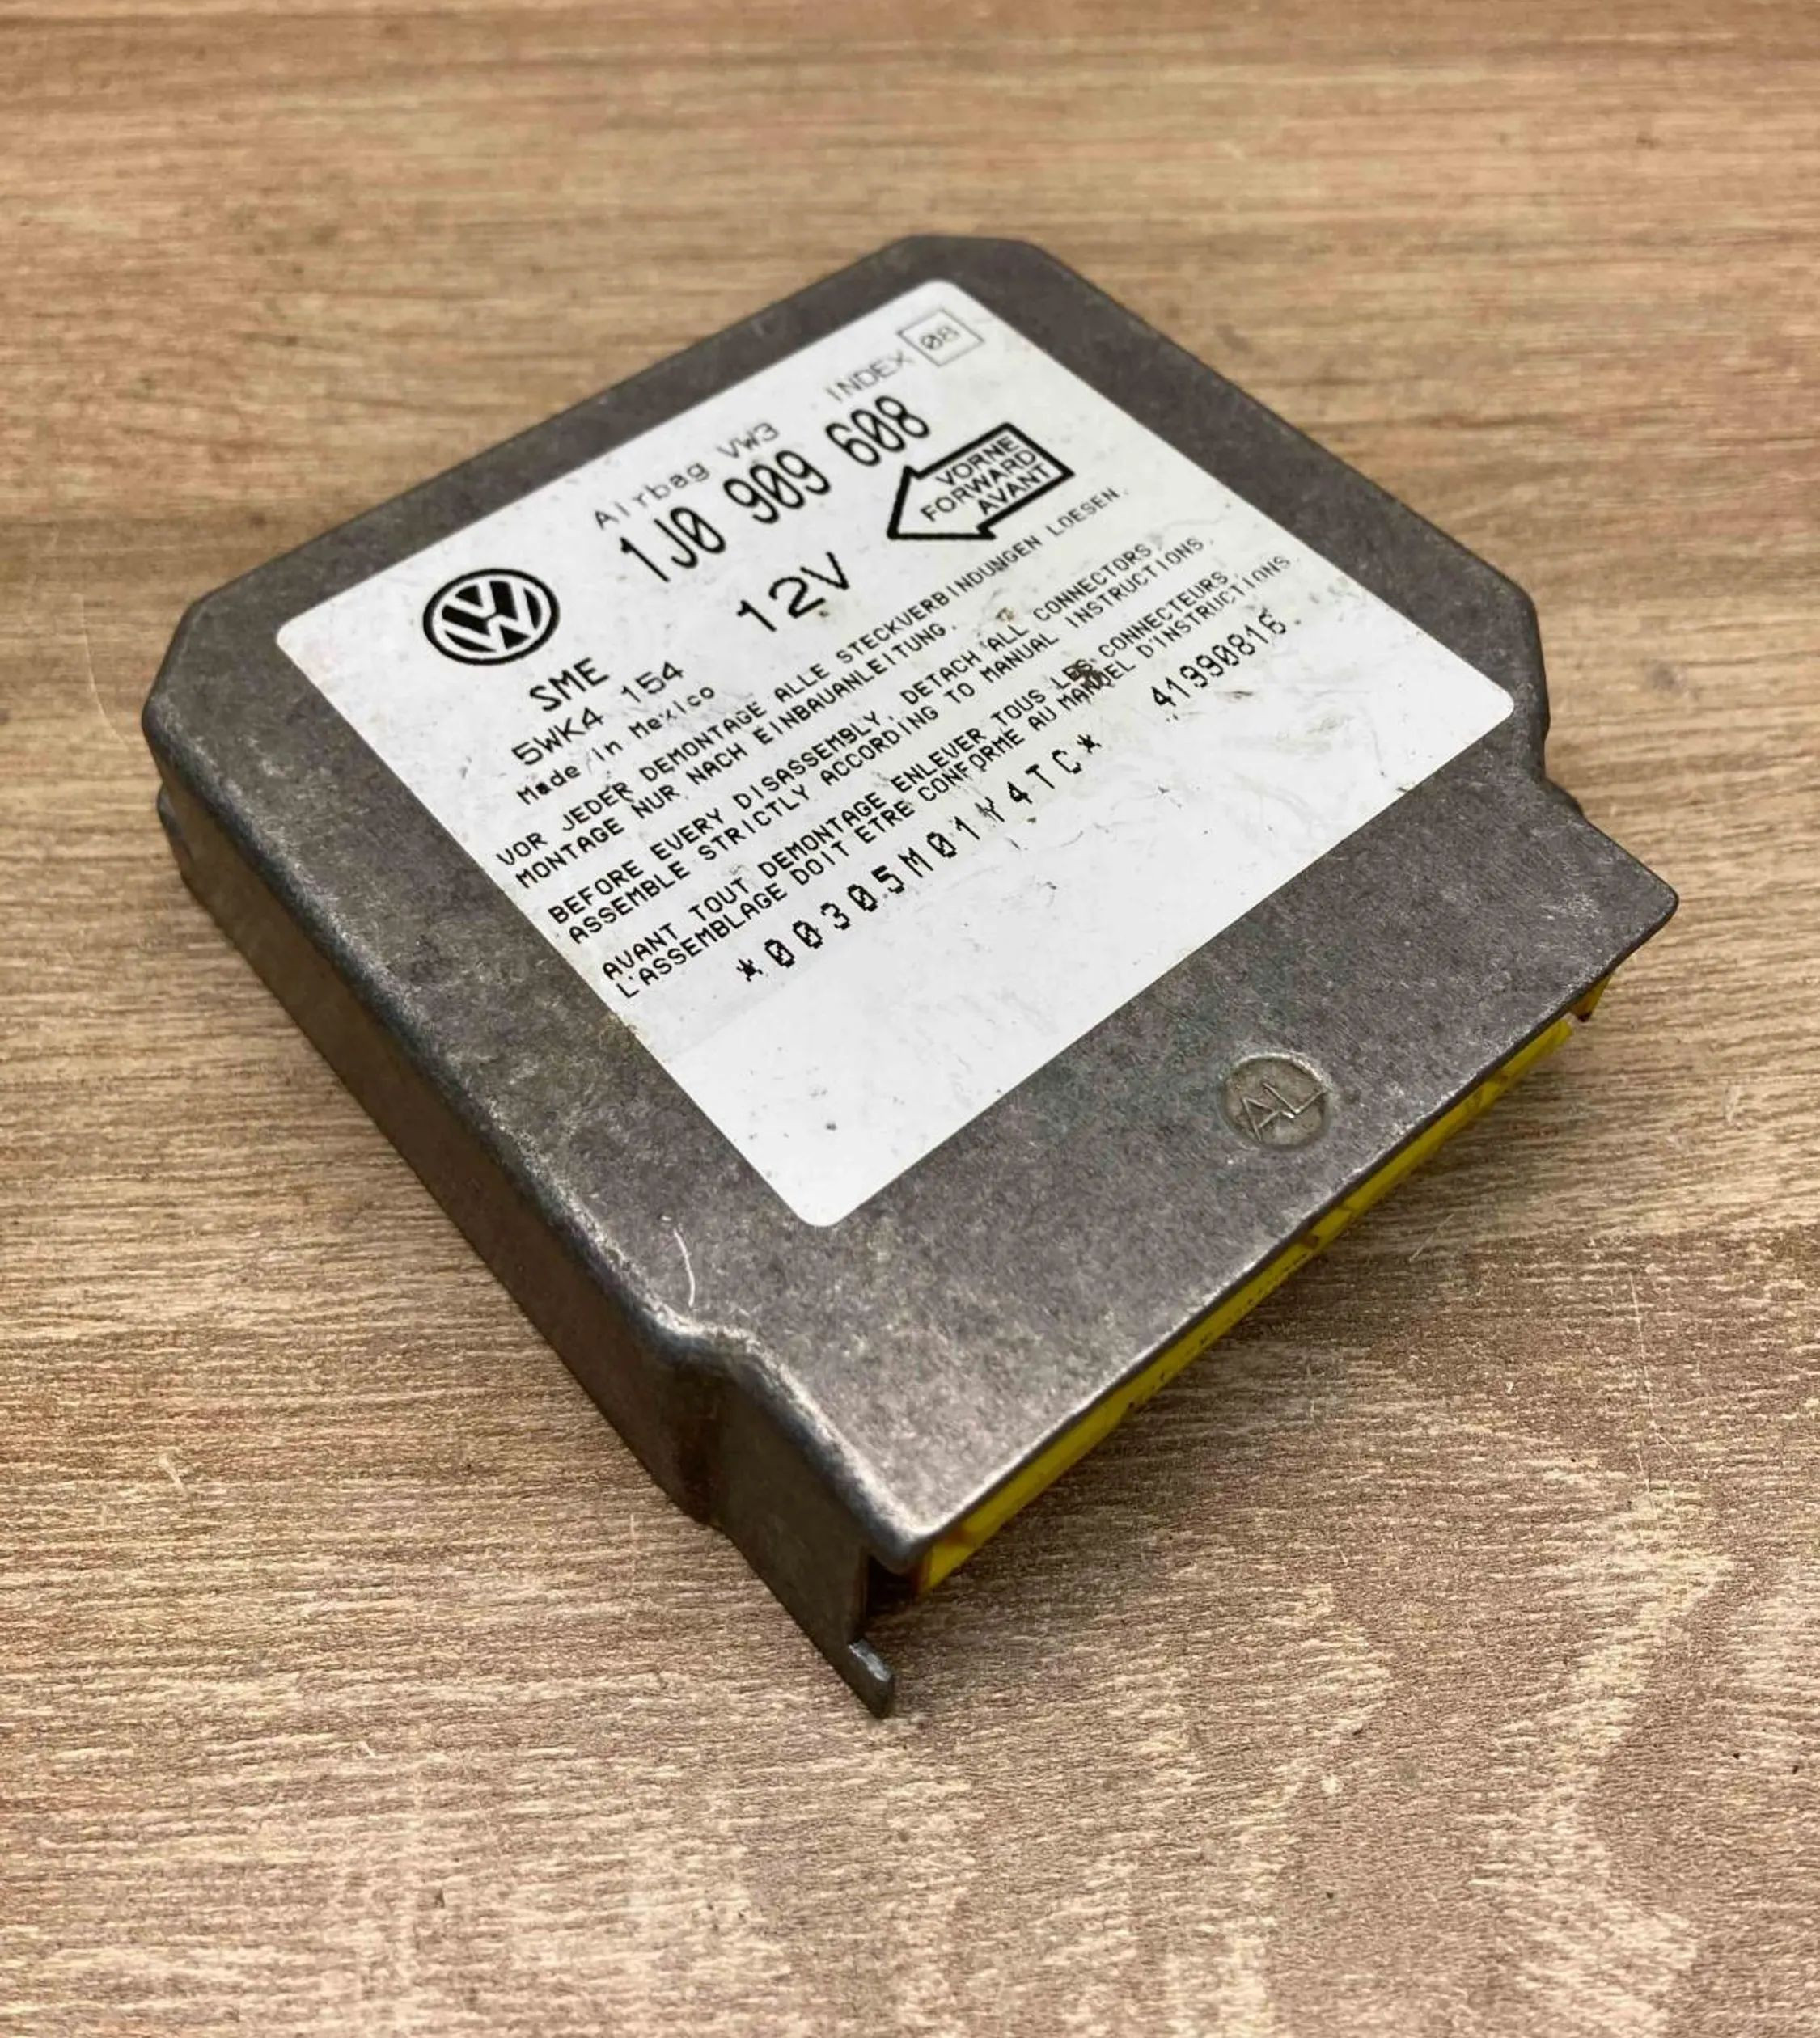 Airbag VW3 INDEX 08
1J0 909 608
VORNE
FORWARD
AVANT
12V
SME
5WK4 154
Made in Mexico
VOR JEDER DEMONTAGE ALLE STECKVERBINDUNGEN LOESEN.
MONTAGE NUR NACH EINBAUANLEITUNG.
BEFORE EVERY DISASSEMBLY, DETACH ALL CONNECTORS.
ASSEMBLE STRICTLY ACCORDING TO MANUAL INSTRUCTIONS.
AVANT TOUT DEMONTAGE ENLEVER TOUS LES CONNECTEURS.
L'ASSEMBLAGE DOIT ETRE CONFORME AU MANUEL D'INSTRUCTIONS.
*00305M01Y4TC* 41990816
AL